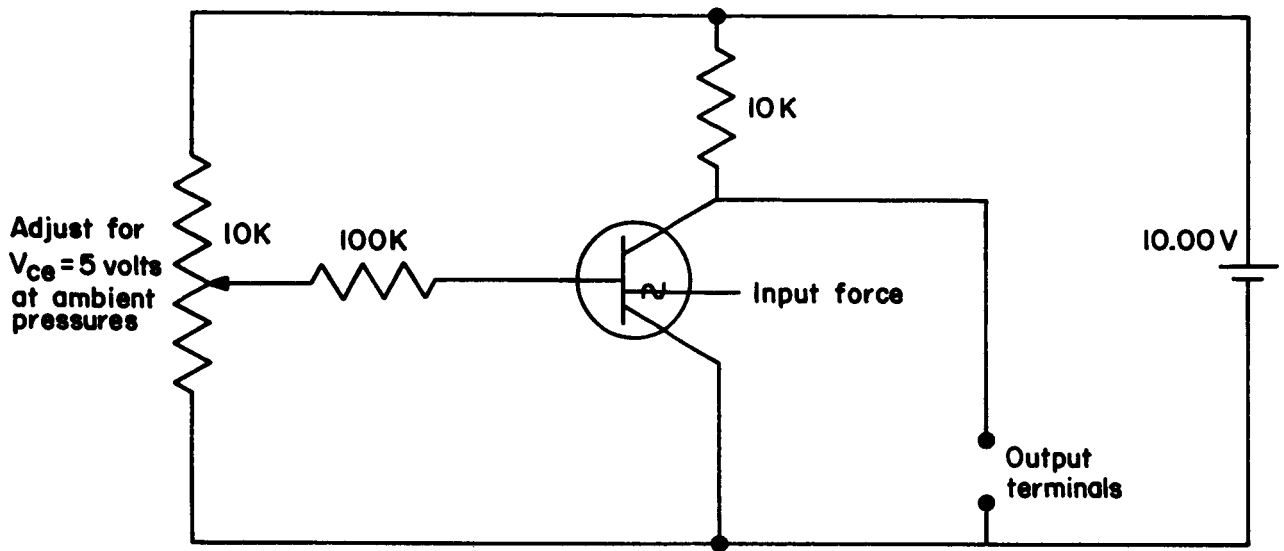 10K
Adjust for
Vce = 5 volts
at ambient
pressures
10K
100K
Input force
10.00V
Output
terminals